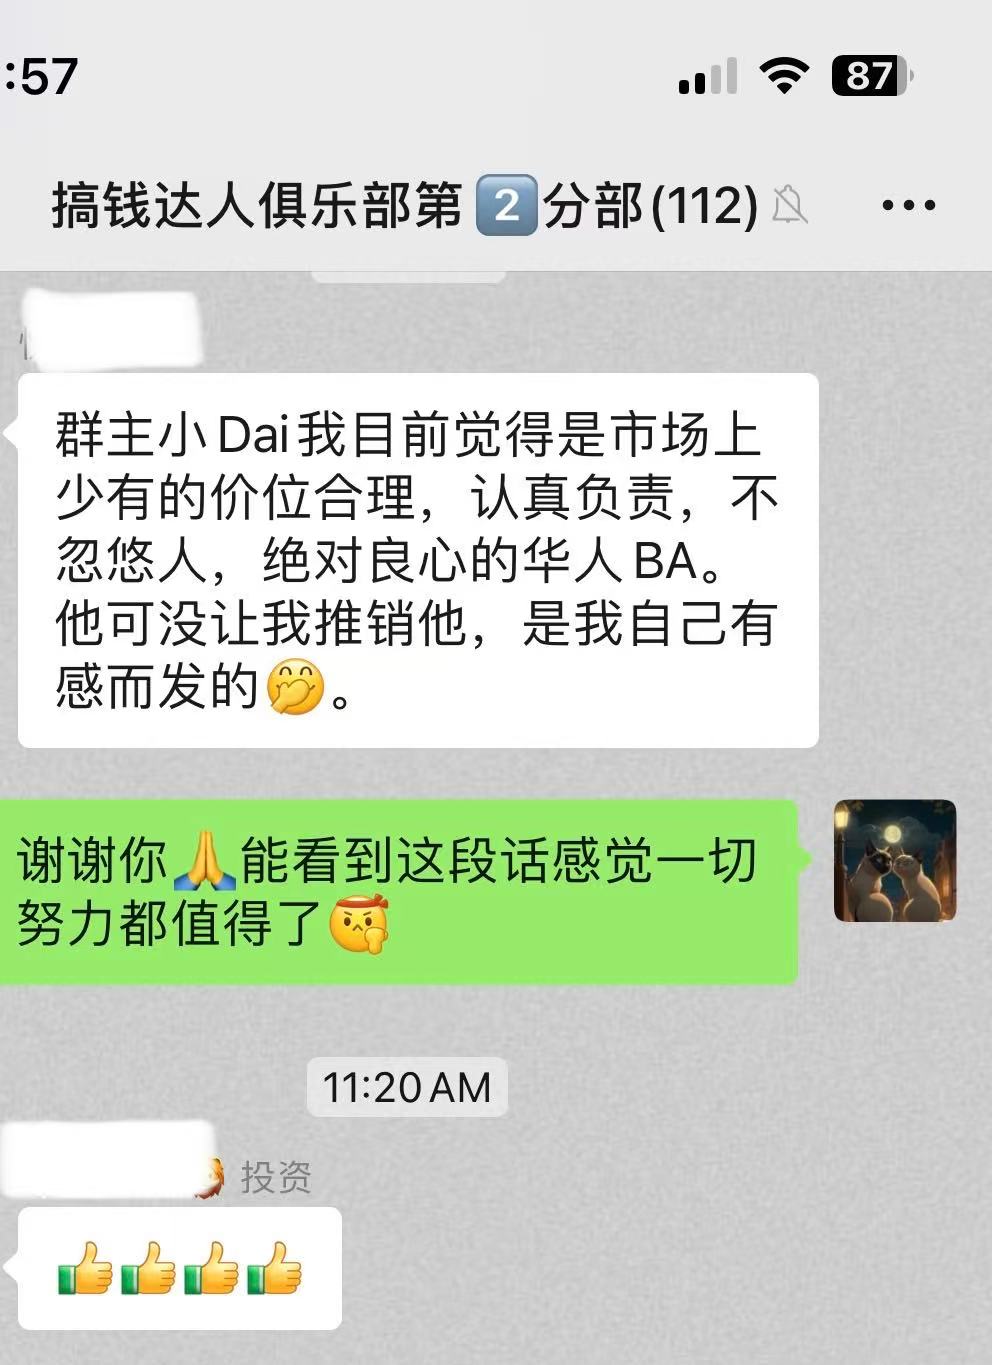 :57
87
搞钱达人俱乐部第2️⃣分部(112)
群主小Dai我目前觉得是市场上
少有的价位合理，认真负责，不
忽悠人，绝对良心的华人BA。
他可没让我推销他，是我自己有
感而发的🤭。
谢谢你🙏能看到这段话感觉一切
努力都值得了
11:20 AM
投资
👍👍👍👍